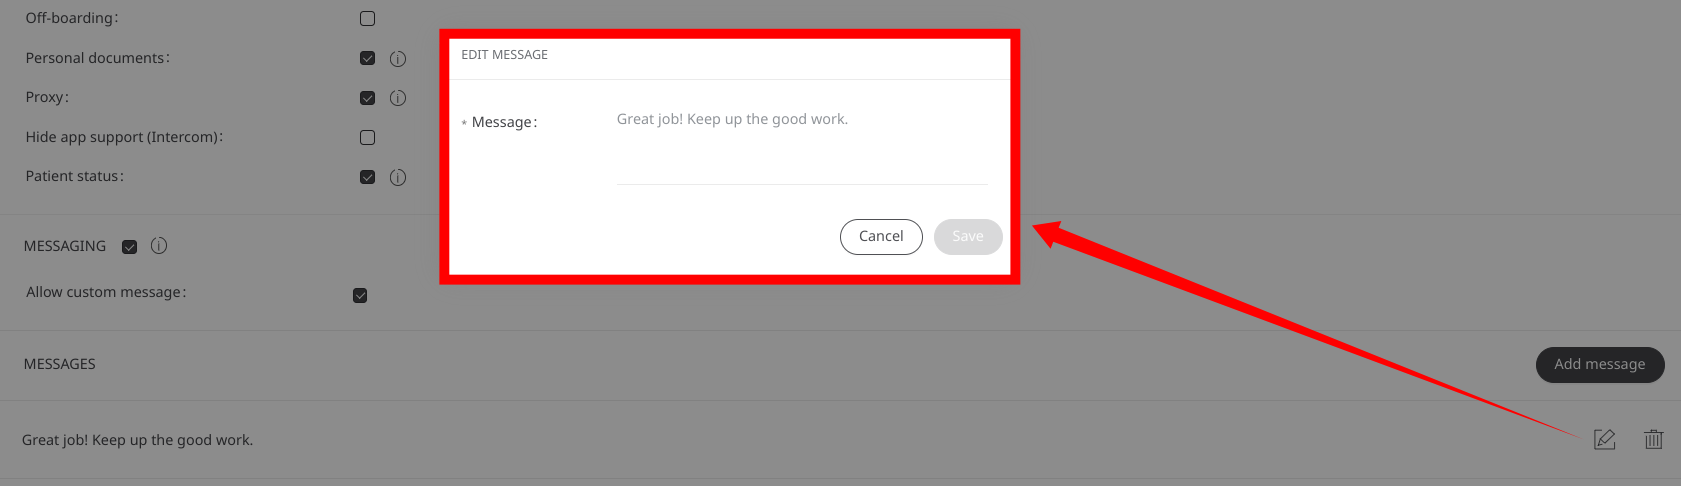 Off-boarding:
Personal documents:
Proxy:
Hide app support (Intercom):
Patient status:
EDIT MESSAGE
* Message:
Great job! Keep up the good work.
Cancel
Save
MESSAGING
Allow custom message:
MESSAGES
Add message
Great job! Keep up the good work.